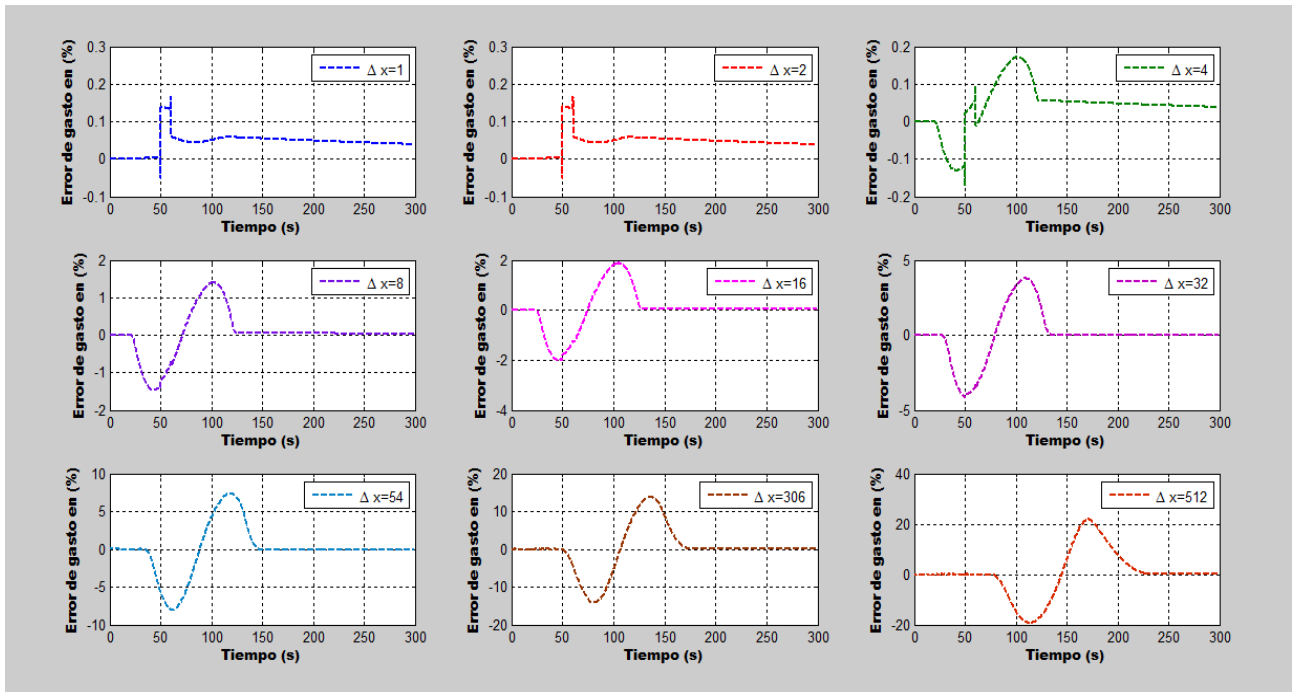 Error de gasto en (%)
0.3
0.2
0.1
0
-0.1
Δ x=1
0 50 100 150 200 250 300
Tiempo (s)
Error de gasto en (%)
0.3
0.2
0.1
0
-0.1
Δ x=2
0 50 100 150 200 250 300
Tiempo (s)
Error de gasto en (%)
0.2
0.1
0
-0.1
-0.2
Δ x=4
0 50 100 150 200 250 300
Tiempo (s)
Error de gasto en (%)
2
1
0
-1
-2
Δ x=8
0 50 100 150 200 250 300
Tiempo (s)
Error de gasto en (%)
2
0
-2
-4
Δ x=16
0 50 100 150 200 250 300
Tiempo (s)
Error de gasto en (%)
5
0
-5
Δ x=32
0 50 100 150 200 250 300
Tiempo (s)
Error de gasto en (%)
10
5
0
-5
-10
Δ x=54
0 50 100 150 200 250 300
Tiempo (s)
Error de gasto en (%)
20
10
0
-10
-20
Δ x=306
0 50 100 150 200 250 300
Tiempo (s)
Error de gasto en (%)
40
20
0
-20
Δ x=512
0 50 100 150 200 250 300
Tiempo (s)